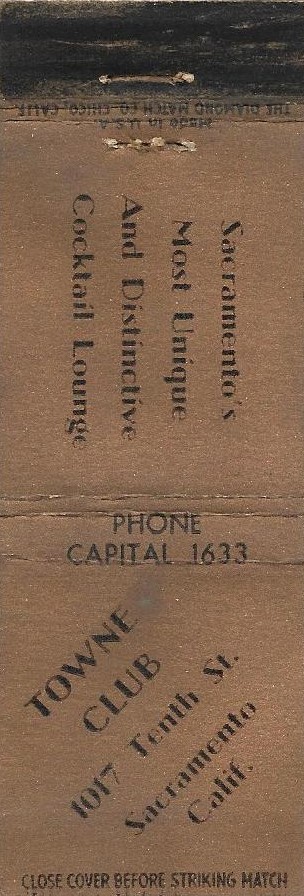 THE DIAMOND MATCH CO. CHICO, CALIF.
Made in U.S.A.
Sacramento's
Most Unique
And Distinctive
Cocktail Lounge
PHONE
CAPITAL 1633
TOWNE
CLUB
1017 Tenth St.
Sacramento
Calif.
CLOSE COVER BEFORE STRIKING MATCH